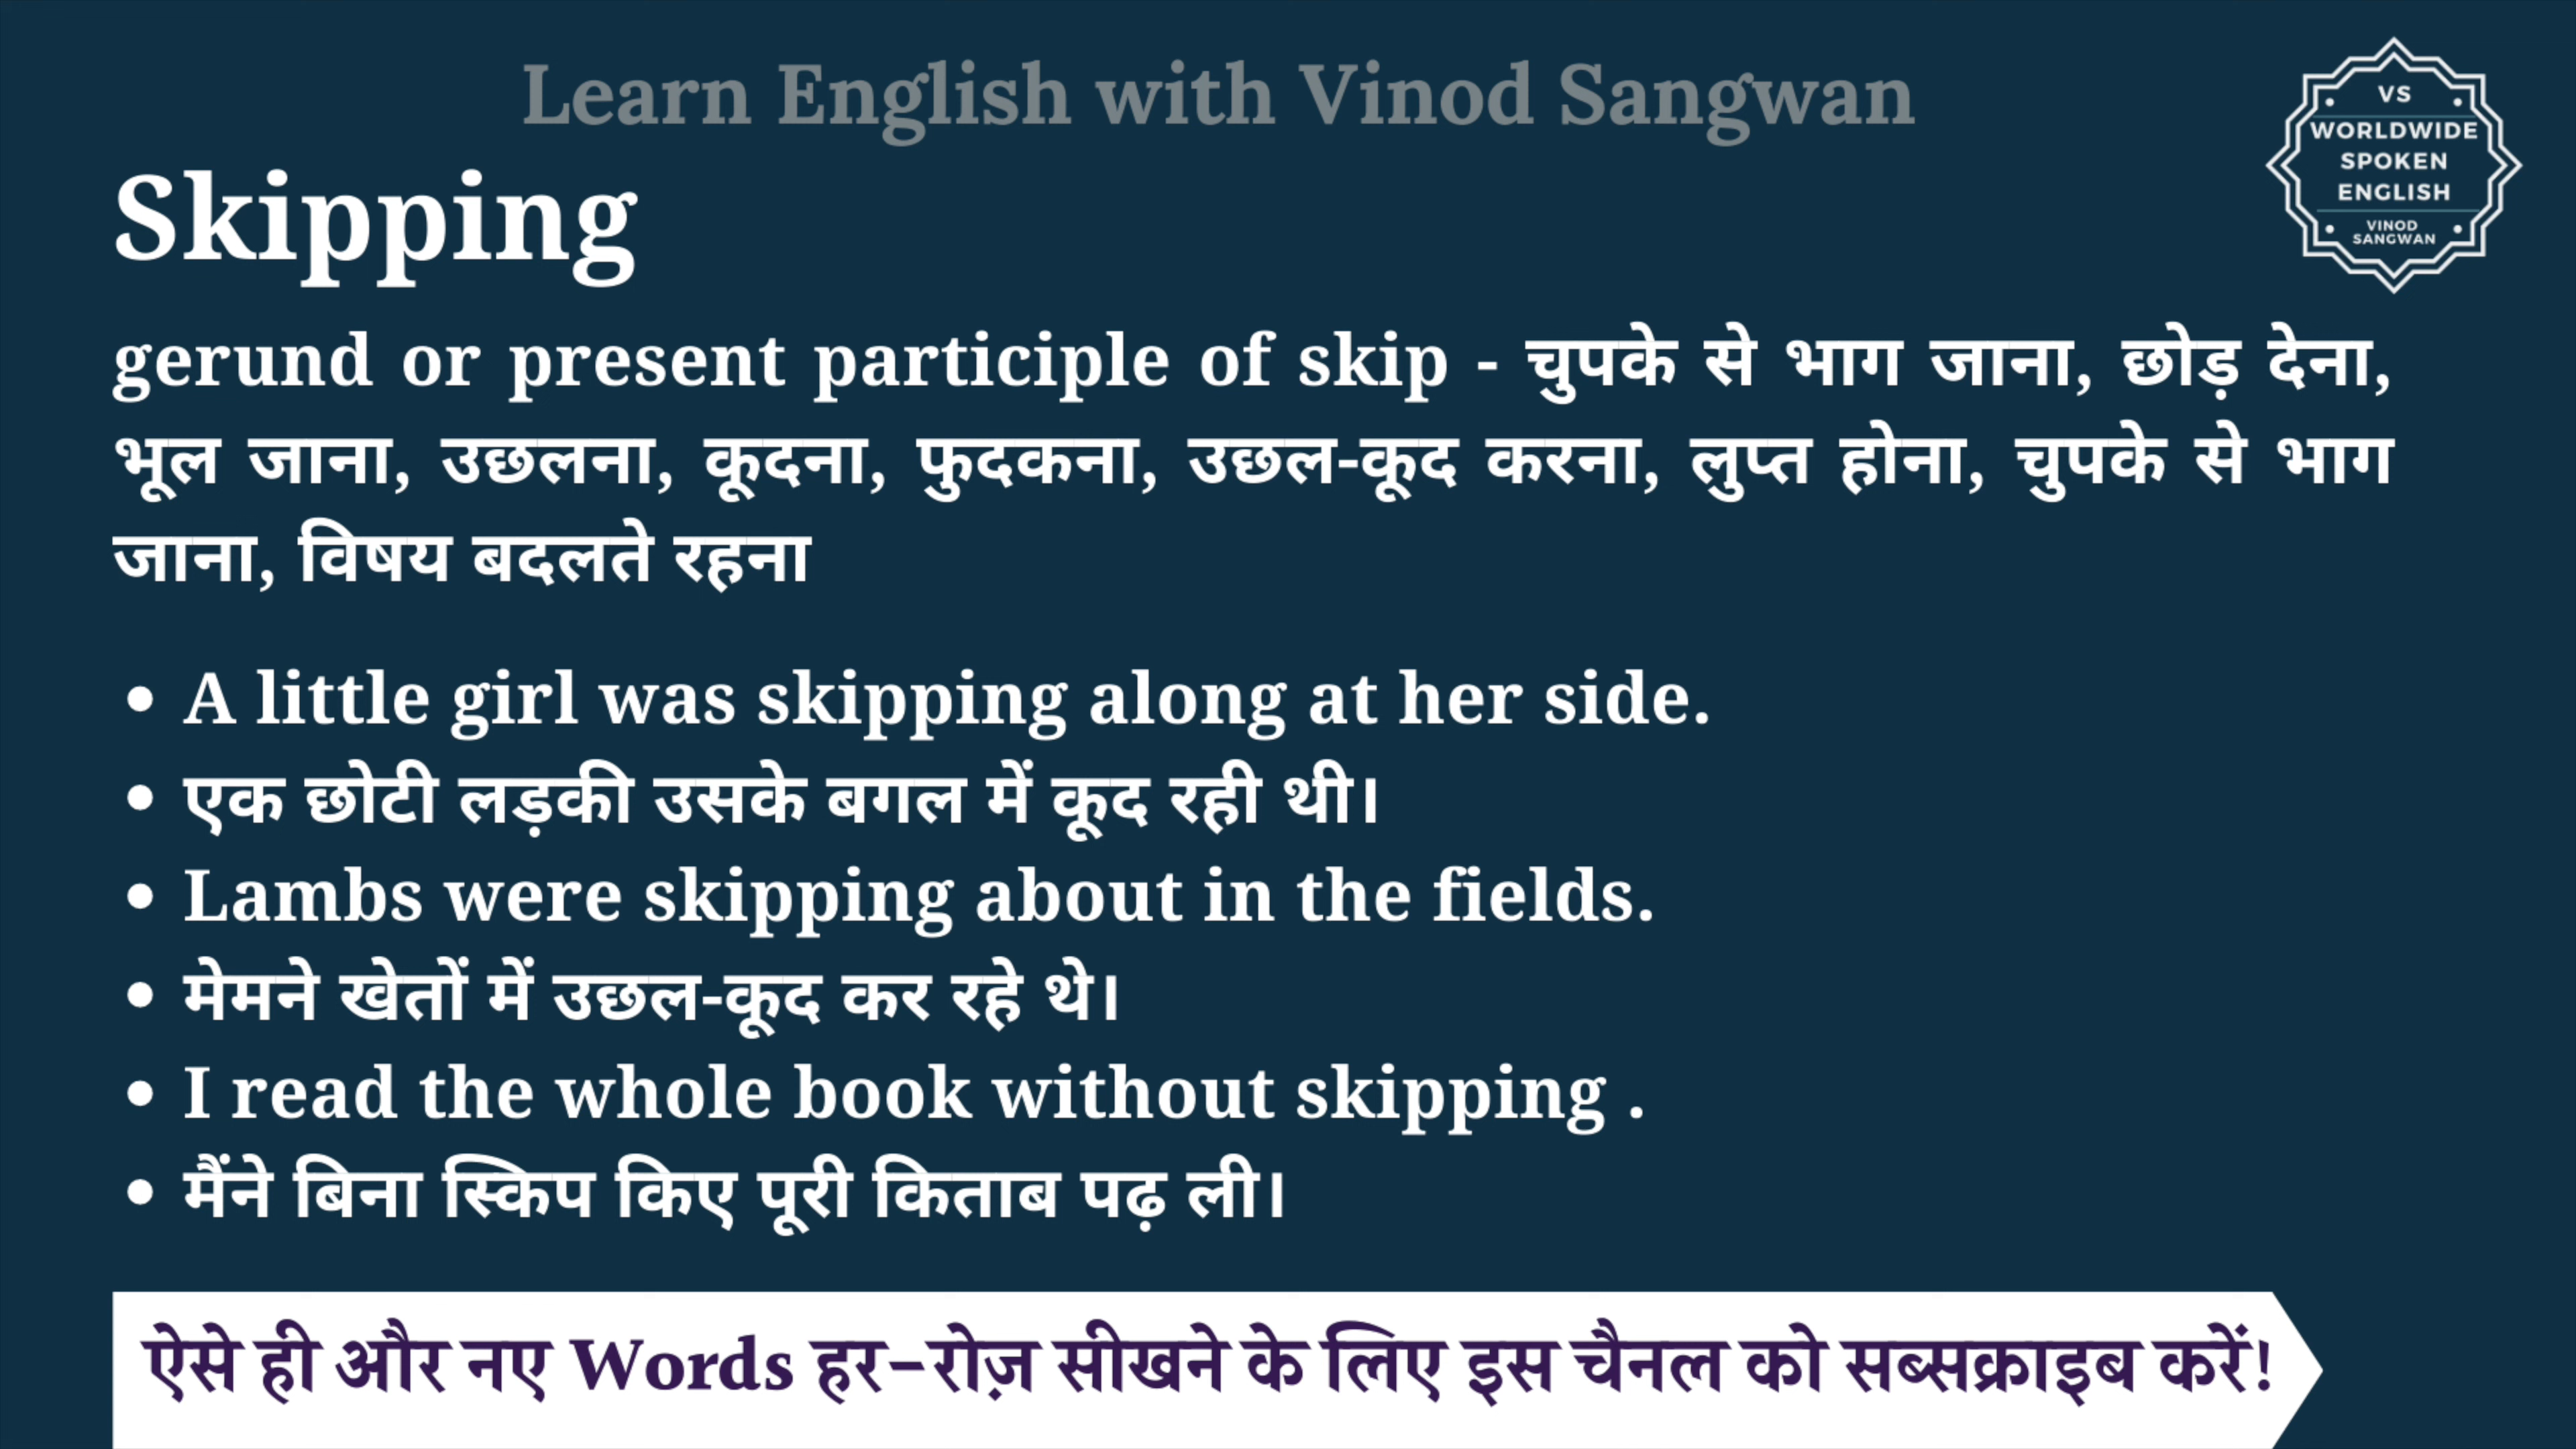 Learn English with Vinod Sangwan
VS
WORLDWIDE
SPOKEN
ENGLISH
VINOD
SANGWAN
Skipping
gerund or present participle of skip - चुपके से भाग जाना, छोड़ देना,
भूल जाना, उछलना, कूदना, फुदकना, उछल-कूद करना, लुप्त होना, चुपके से भाग
जाना, विषय बदलते रहना
• A little girl was skipping along at her side.
• एक छोटी लड़की उसके बगल में कूद रही थी।
• Lambs were skipping about in the fields.
• मेमने खेतों में उछल-कूद कर रहे थे।
• I read the whole book without skipping .
• मैंने बिना स्किप किए पूरी किताब पढ़ ली।
ऐसे ही और नए Words हर-रोज़ सीखने के लिए इस चैनल को सब्सक्राइब करें!